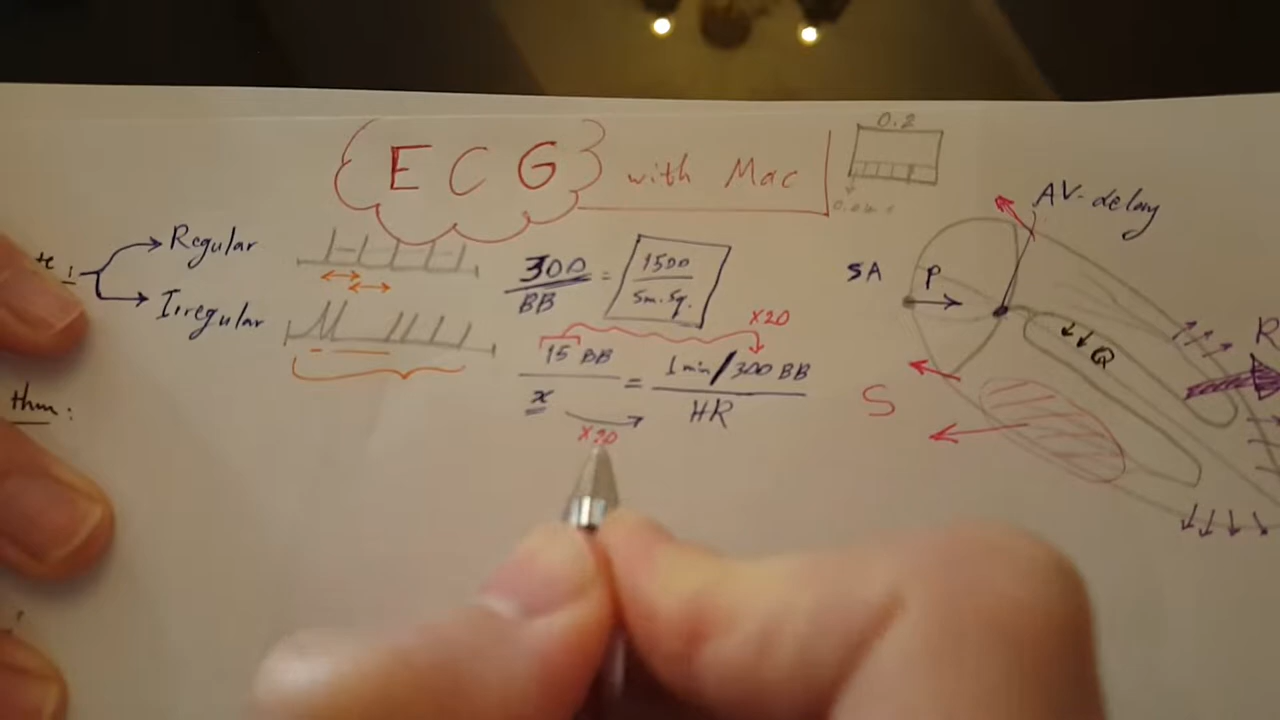 ECG with Mac
0.2
AV-delay
Regular
Irregular
300
BB
=
1500
Sm.Sq.
SA
P
Q
R
S
x20
15 BB
x
=
1 min/300 BB
HR
x20
thm: